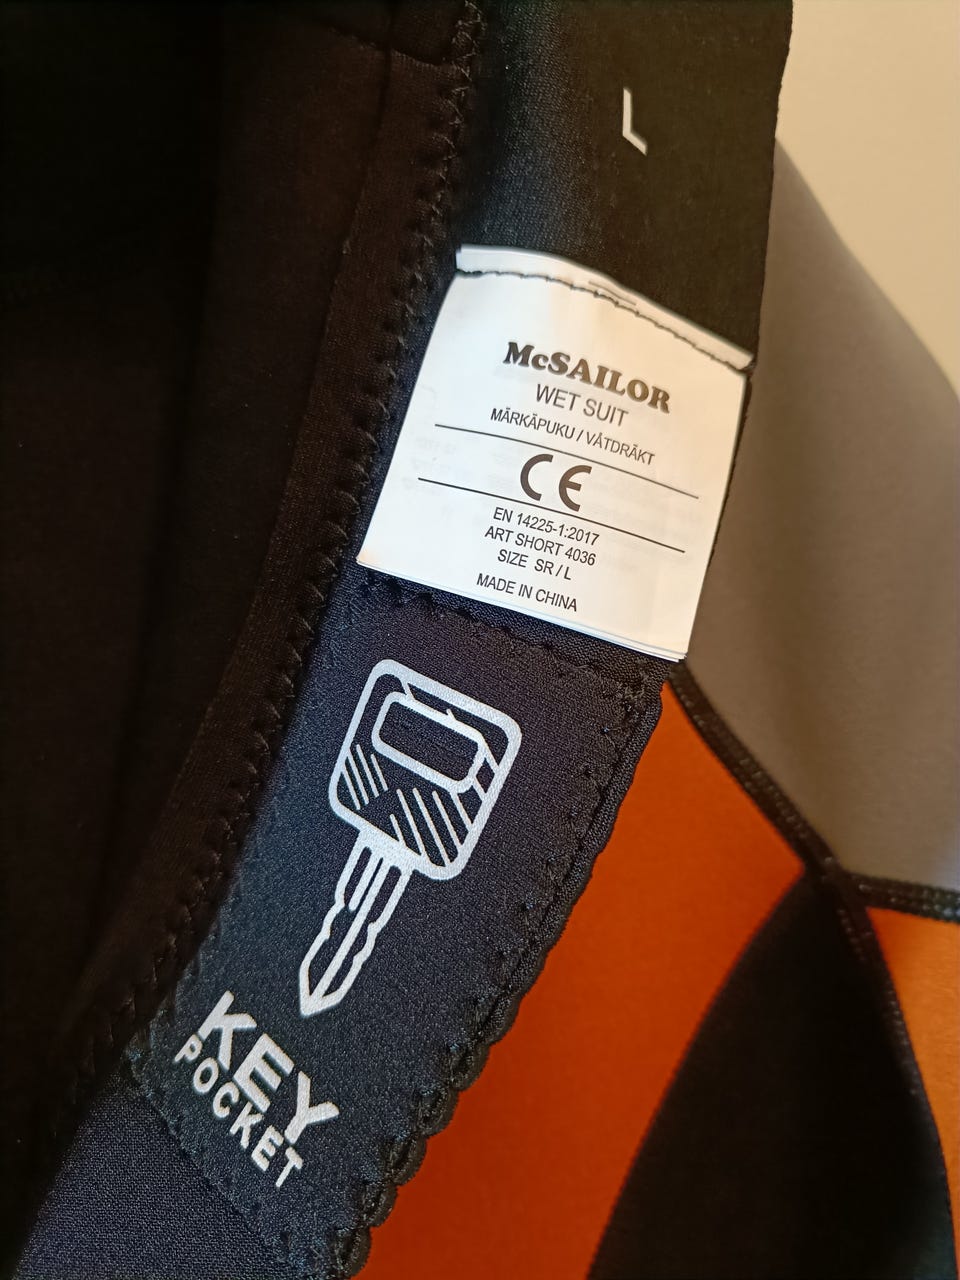 L
McSAILOR
WET SUIT
MÄRKÄPUKU / VÅTDRÄKT
CE
EN 14225-1:2017
ART SHORT 4036
SIZE SR / L
MADE IN CHINA
KEY
POCKET